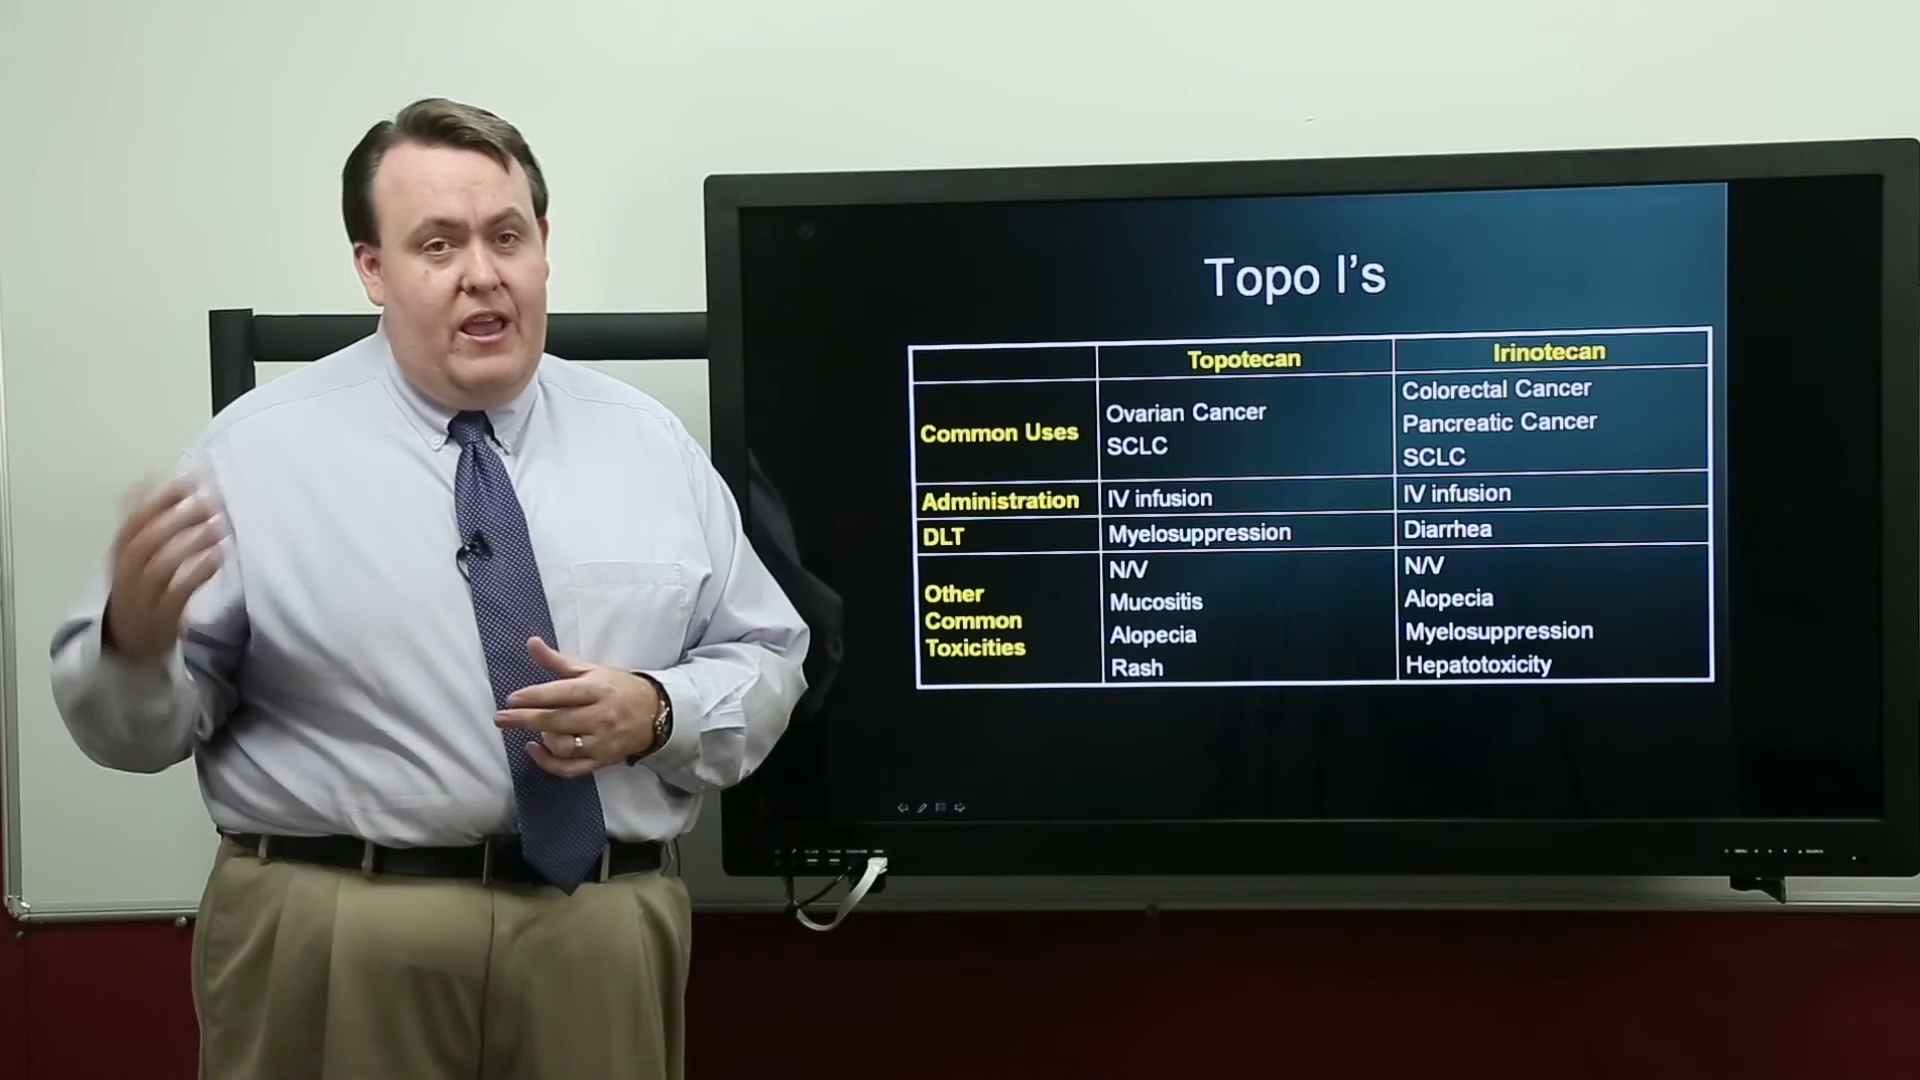 Topo I's
Topotecan
Irinotecan
Common Uses
Ovarian Cancer
SCLC
Colorectal Cancer
Pancreatic Cancer
SCLC
Administration
IV infusion
IV infusion
DLT
Myelosuppression
Diarrhea
Other
Common
Toxicities
N/V
Mucositis
Alopecia
Rash
N/V
Alopecia
Myelosuppression
Hepatotoxicity